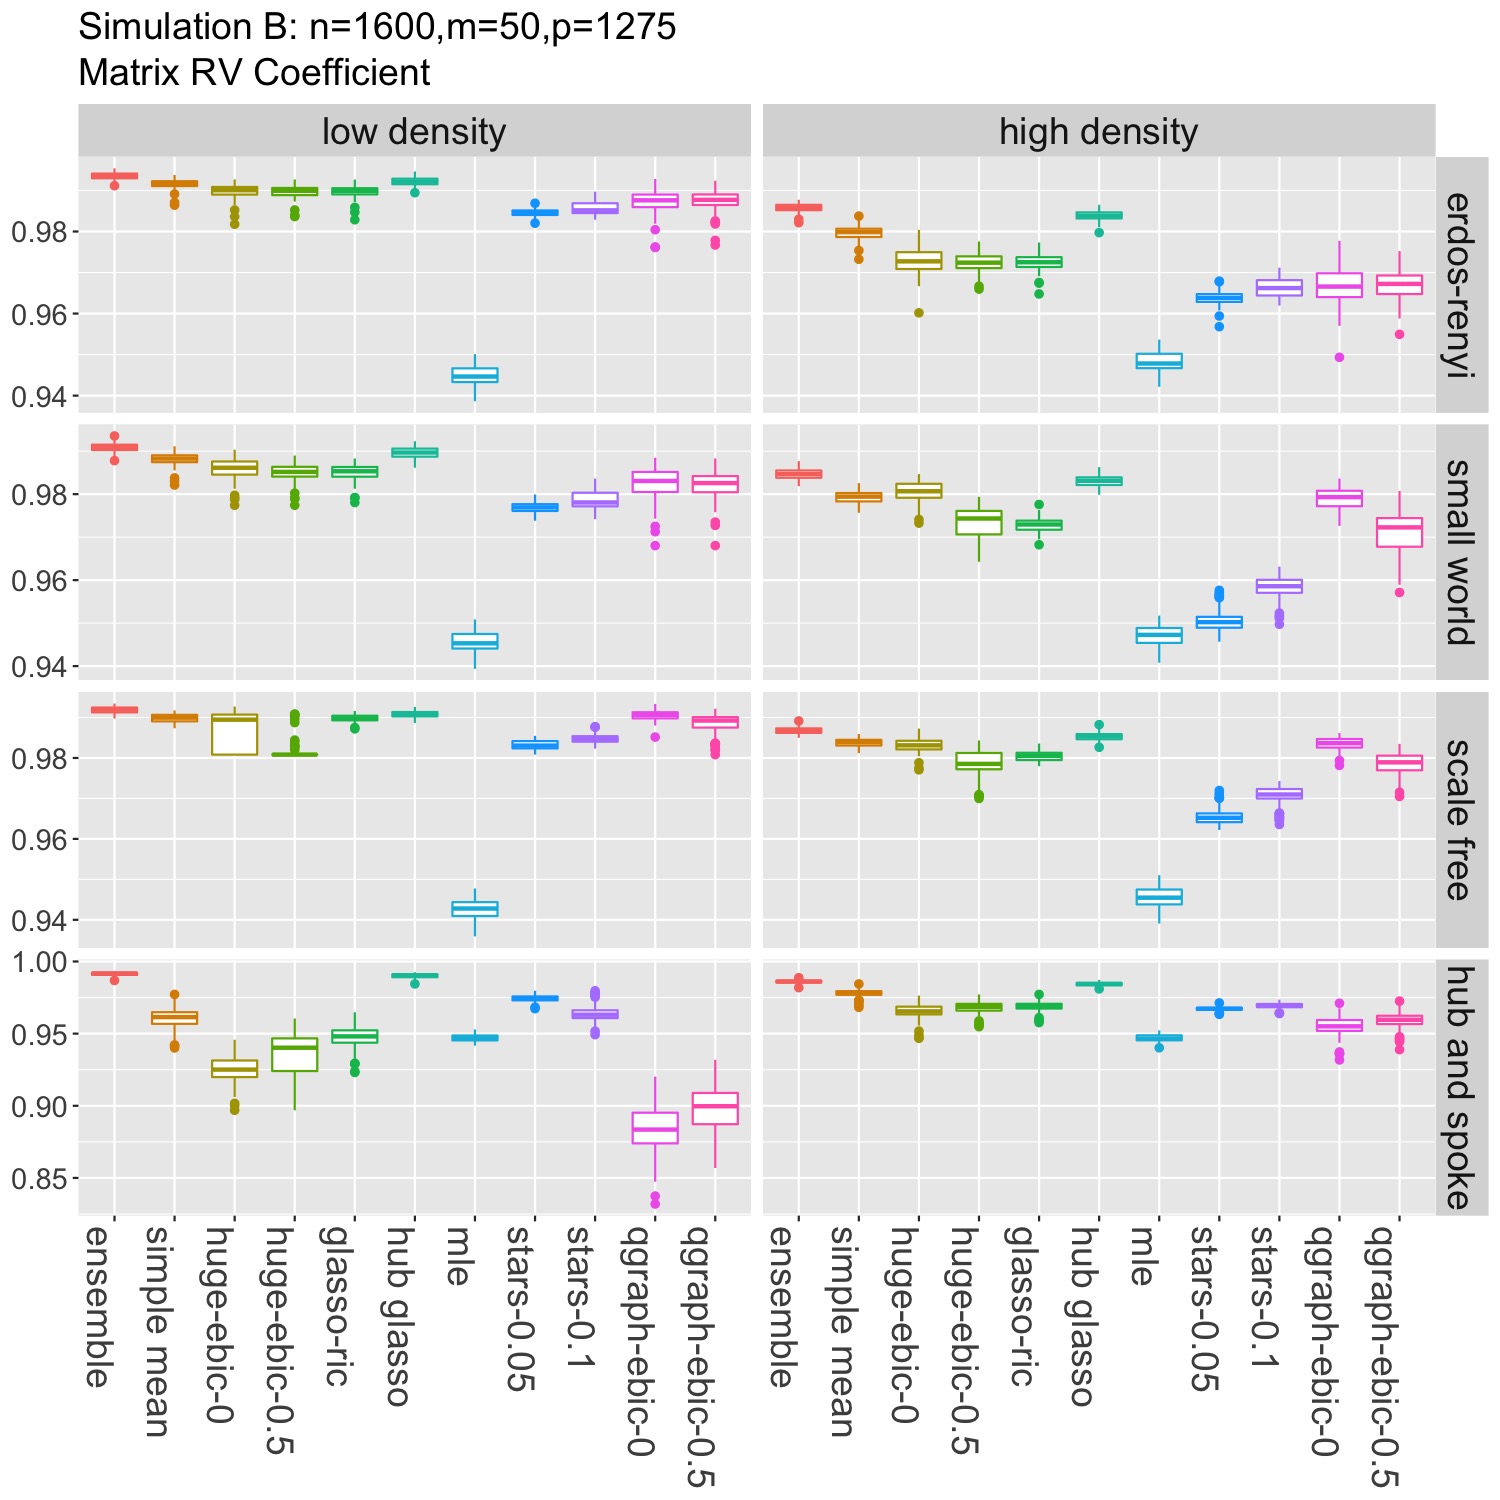 Simulation B: n=1600,m=50,p=1275
Matrix RV Coefficient
low density
high density
0.98
0.96
0.94
erdos-renyi
0.98
0.96
0.94
small world
0.98
0.96
0.94
scale free
1.00
0.95
0.90
0.85
hub and spoke
ensemble
simple mean
huge-ebic-0
huge-ebic-0.5
glasso-ric
hub glasso
mle
stars-0.05
stars-0.1
qgraph-ebic-0
qgraph-ebic-0.5
ensemble
simple mean
huge-ebic-0
huge-ebic-0.5
glasso-ric
hub glasso
mle
stars-0.05
stars-0.1
qgraph-ebic-0
qgraph-ebic-0.5